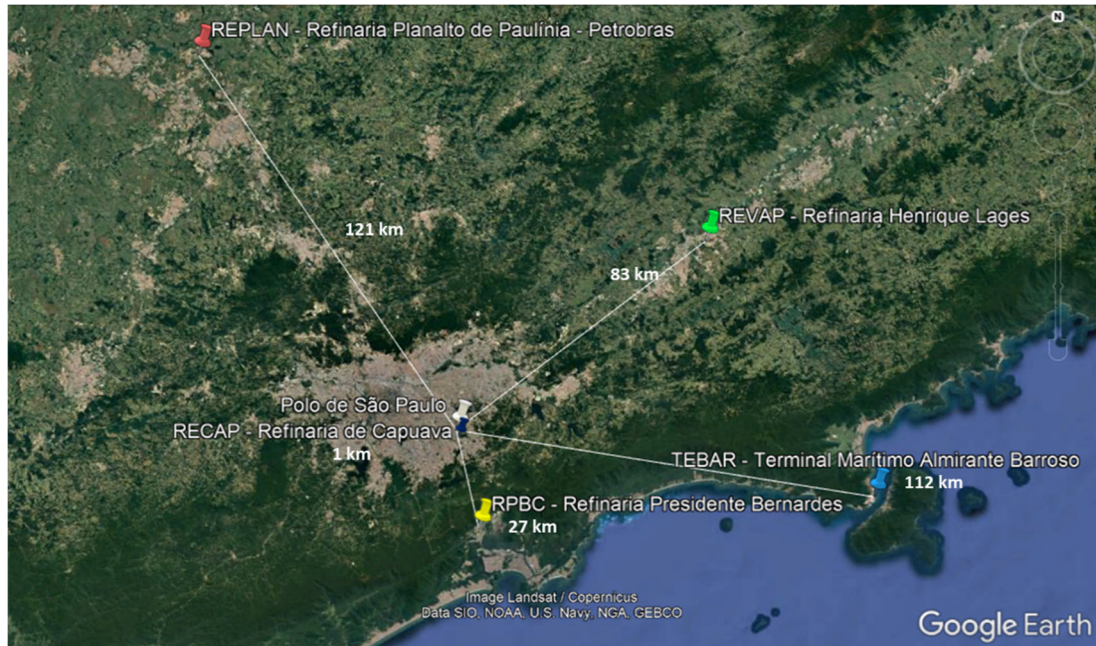 N
REPLAN - Refinaria Planalto de Paulínia - Petrobras
REVAP - Refinaria Henrique Lages
121 km
83 km
Polo de São Paulo
RECAP - Refinaria de Capuava
1 km
TEBAR - Terminal Marítimo Almirante Barroso
112 km
RPBC - Refinaria Presidente Bernardes
27 km
Image Landsat / Copernicus
Data SIO, NOAA, U.S. Navy, NGA, GEBCO
Google Earth